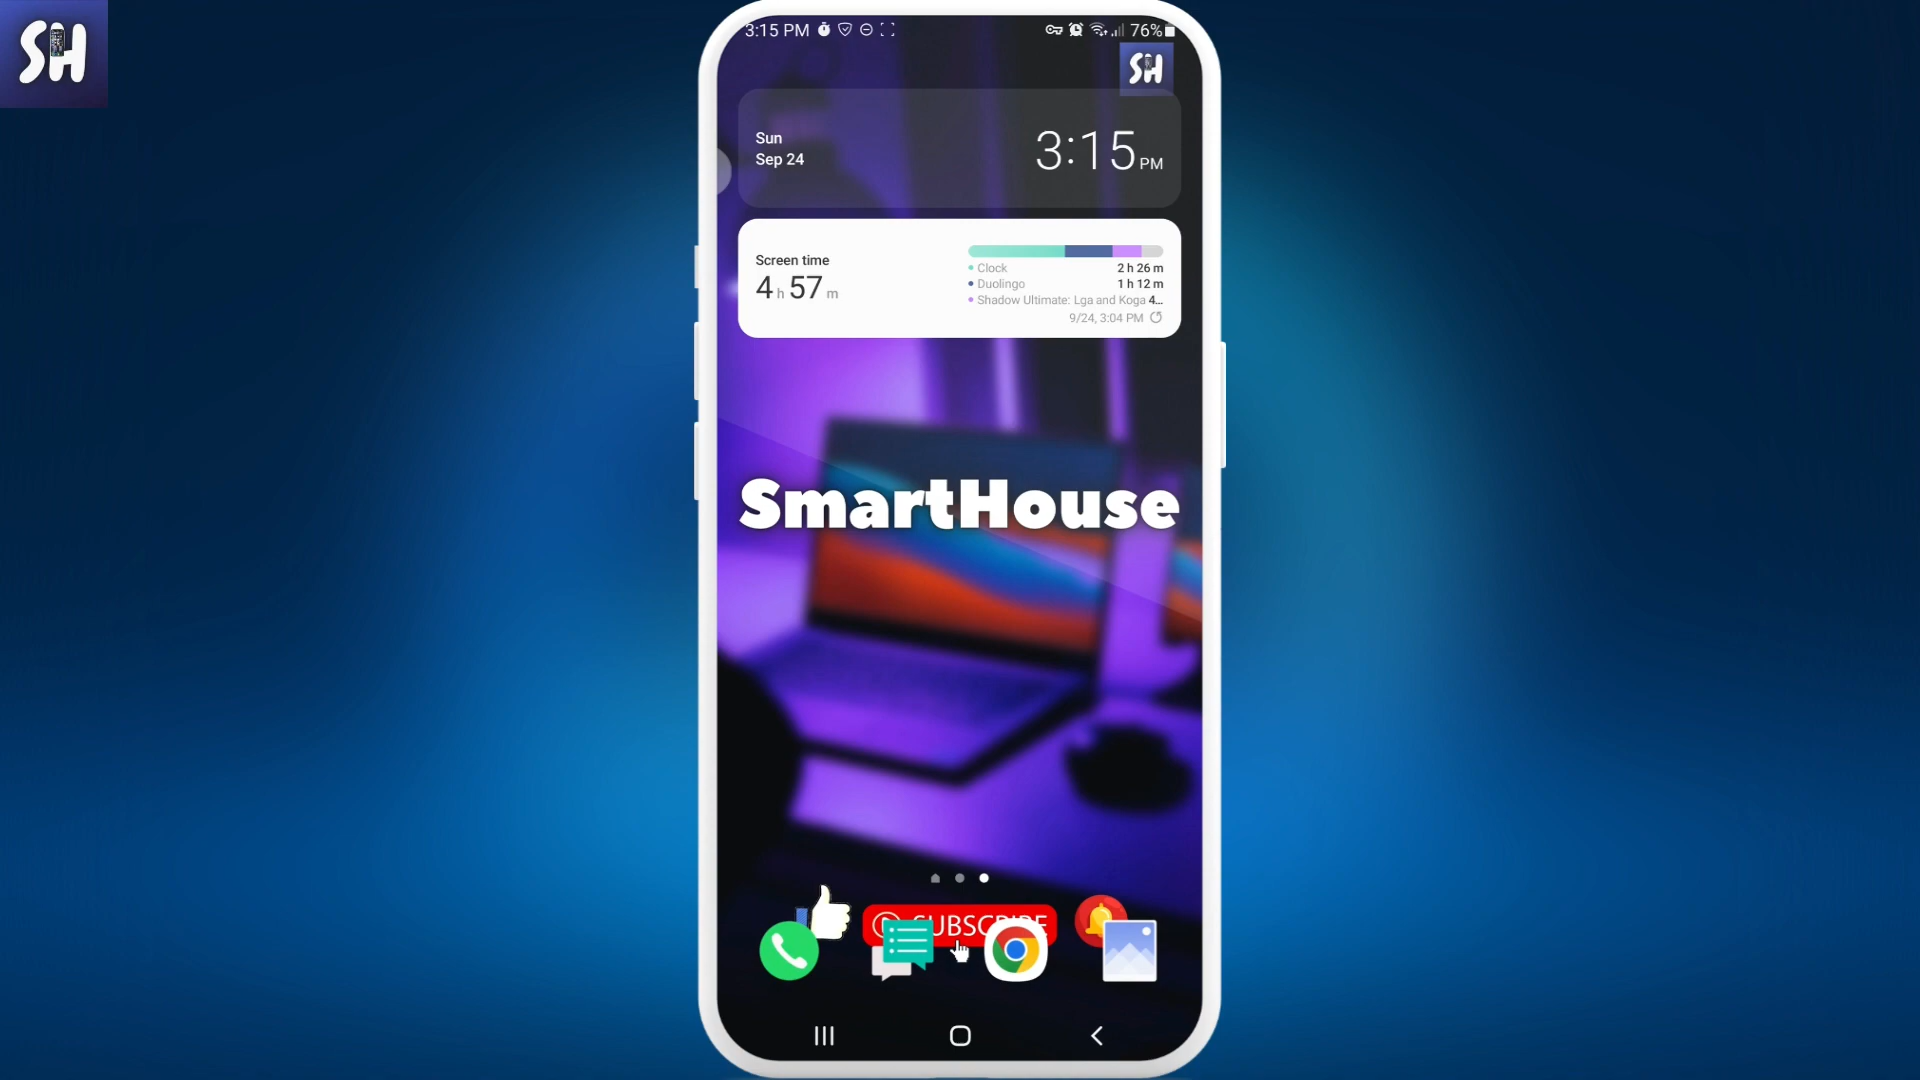 SH
3:15 PM
76%
SH
Sun
Sep 24
3:15 PM
Screen time
4 h 57 m
Clock 2 h 26 m
Duolingo 1 h 12 m
Shadow Ultimate: Lga and Koga 4...
9/24, 3:04 PM
SmartHouse
SUBSCRIBE